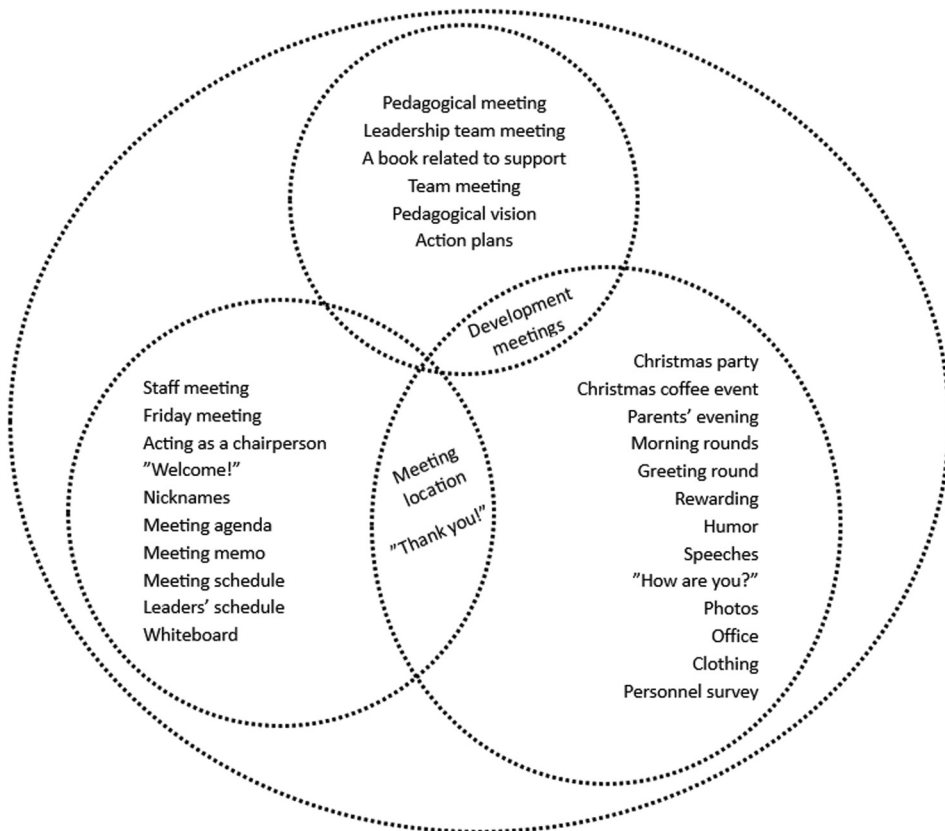 Pedagogical meeting
Leadership team meeting
A book related to support
Team meeting
Pedagogical vision
Action plans
Development
meetings
Staff meeting
Friday meeting
Acting as a chairperson
”Welcome!”
Nicknames
Meeting agenda
Meeting memo
Meeting schedule
Leaders’ schedule
Whiteboard
Meeting
location
”Thank you!”
Christmas party
Christmas coffee event
Parents’ evening
Morning rounds
Greeting round
Rewarding
Humor
Speeches
”How are you?”
Photos
Office
Clothing
Personnel survey